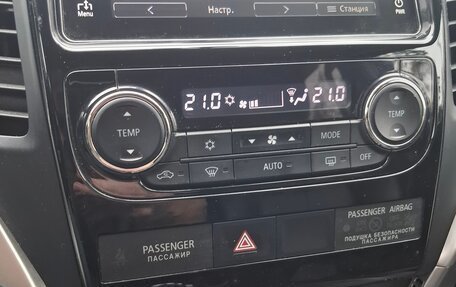 Menu < Настр. > Станция PWR
21.0 21.0
TEMP MODE TEMP
AUTO OFF
PASSENGER AIRBAG
ПОДУШКА БЕЗОПАСНОСТИ
ПАССАЖИРА
PASSENGER
ПАССАЖИР